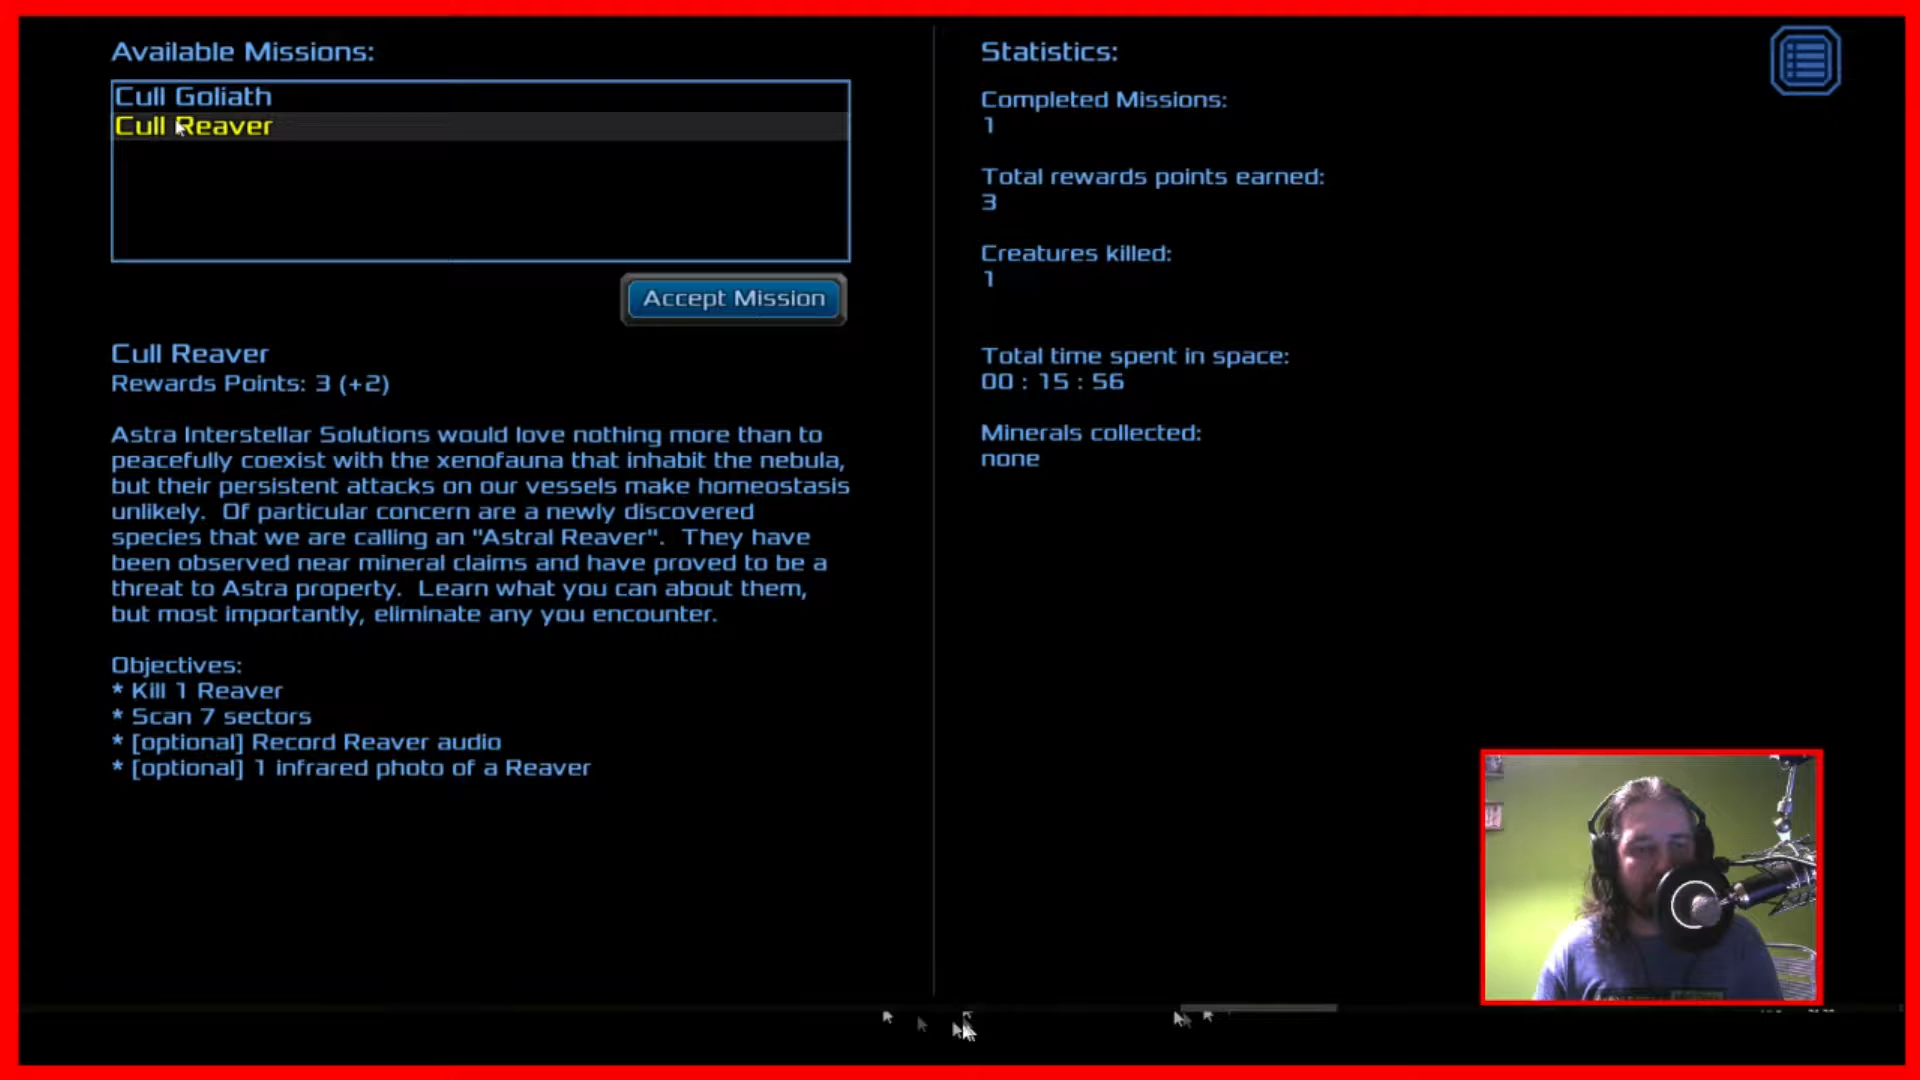 Available Missions:
Cull Goliath
Cull Reaver
Accept Mission
Cull Reaver
Rewards Points: 3 (+2)
Astra Interstellar Solutions would love nothing more than to
peacefully coexist with the xenofauna that inhabit the nebula,
but their persistent attacks on our vessels make homeostasis
unlikely.  Of particular concern are a newly discovered
species that we are calling an "Astral Reaver".  They have
been observed near mineral claims and have proved to be a
threat to Astra property.  Learn what you can about them,
but most importantly, eliminate any you encounter.
Objectives:
* Kill 1 Reaver
* Scan 7 sectors
* [optional] Record Reaver audio
* [optional] 1 infrared photo of a Reaver
Statistics:
Completed Missions:
1
Total rewards points earned:
3
Creatures killed:
1
Total time spent in space:
00 : 15 : 56
Minerals collected:
none